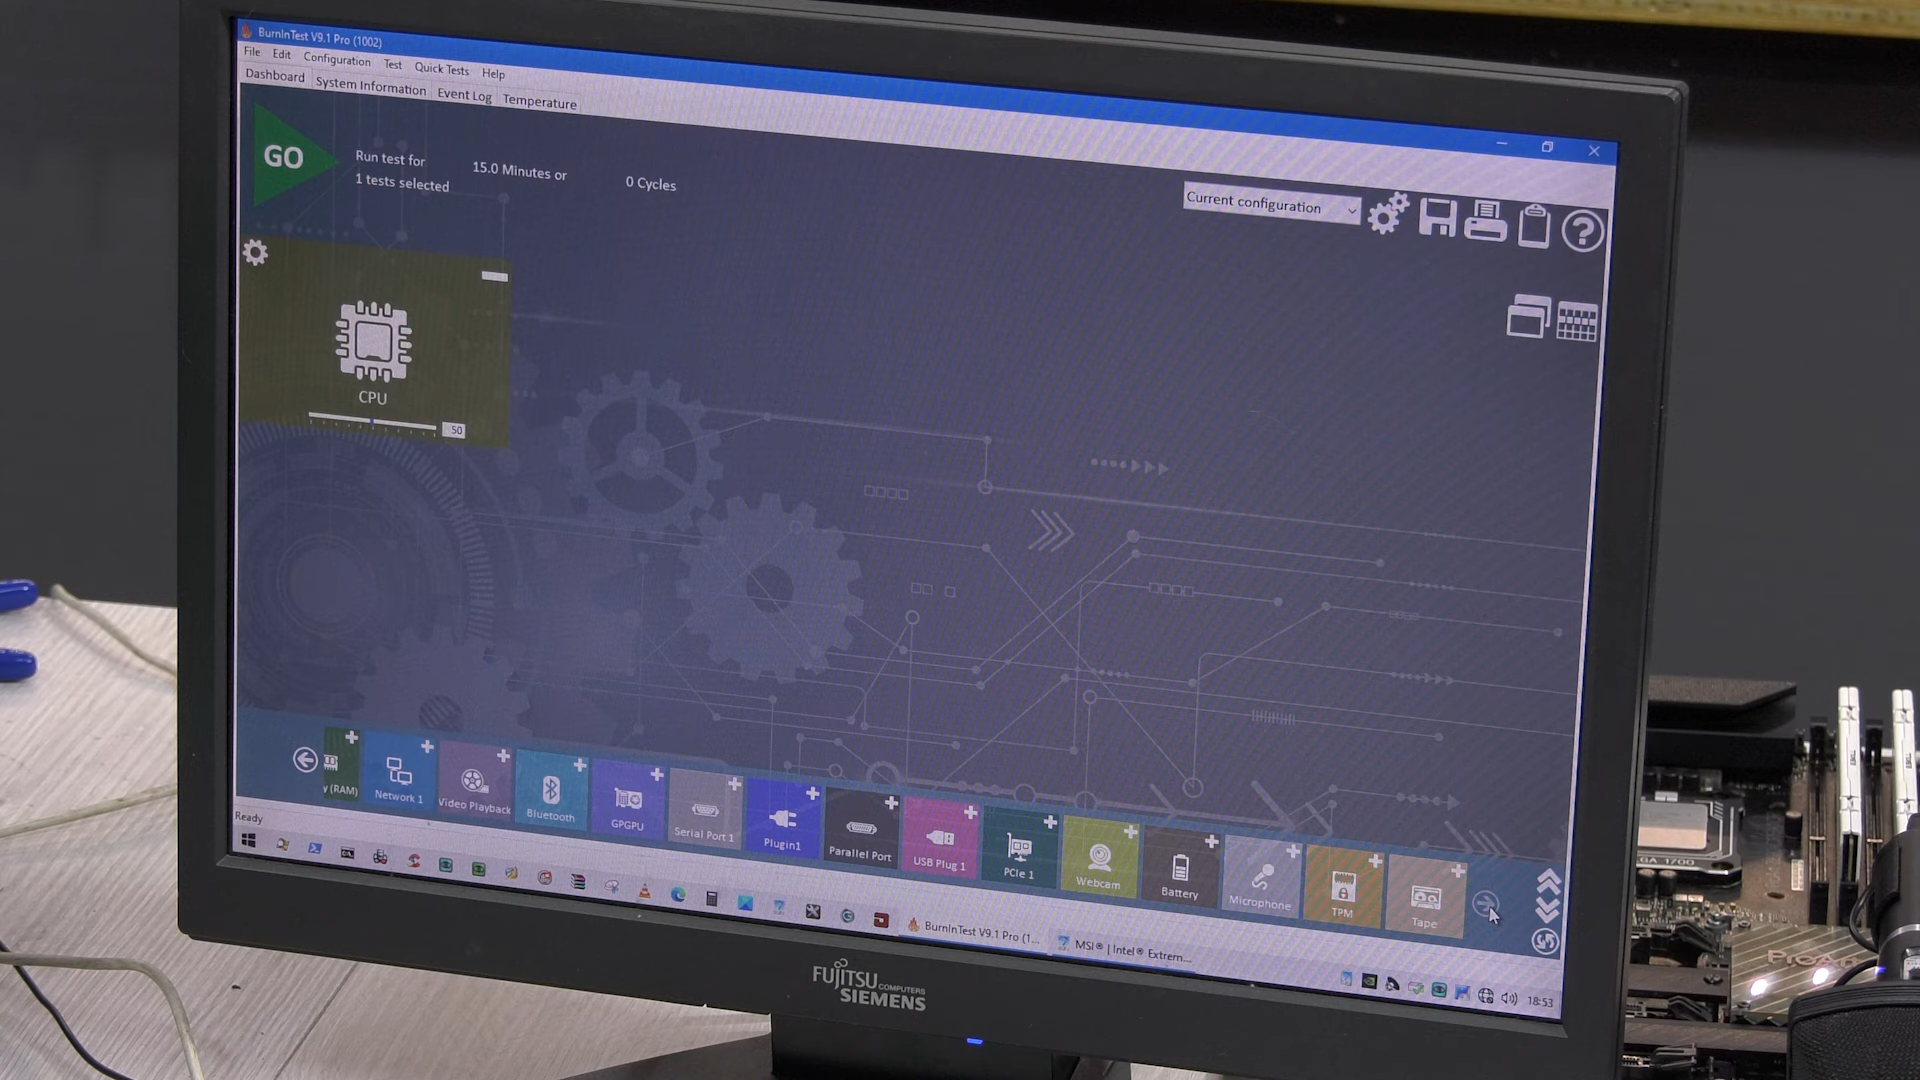 BurnInTest V9.1 Pro (1002)
File Edit Configuration Test Quick Tests Help
Dashboard System Information Event Log Temperature
GO
Run test for 15.0 Minutes or 0 Cycles
1 tests selected
Current configuration
CPU
50
y (RAM)
Network 1
Video Playback
Bluetooth
GPGPU
Serial Port 1
Plugin1
Parallel Port
USB Plug 1
PCIe 1
Webcam
Battery
Microphone
TPM
Tape
Ready
BurnInTest V9.1 Pro (1...
MSI® | Intel® Extrem...
18:53
FUJITSU COMPUTERS
SIEMENS
GA 1700
ProArt